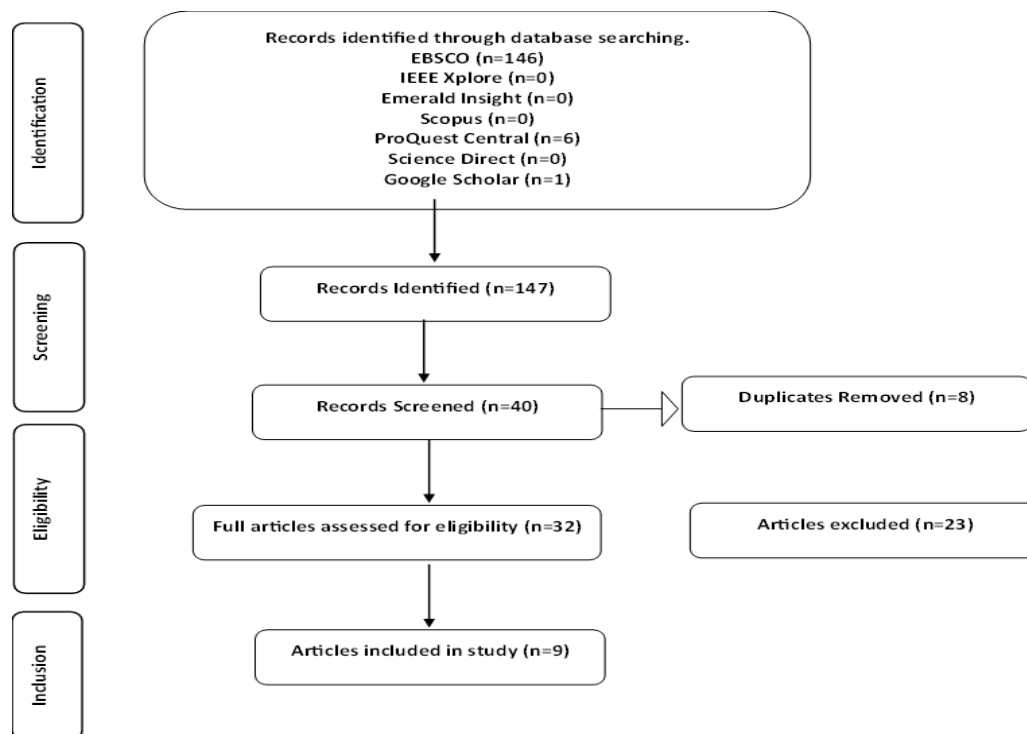 Identification
Records identified through database searching.
EBSCO (n=146)
IEEE Xplore (n=0)
Emerald Insight (n=0)
Scopus (n=0)
ProQuest Central (n=6)
Science Direct (n=0)
Google Scholar (n=1)
Screening
Records Identified (n=147)
Records Screened (n=40)
Duplicates Removed (n=8)
Eligibility
Full articles assessed for eligibility (n=32)
Articles excluded (n=23)
Inclusion
Articles included in study (n=9)